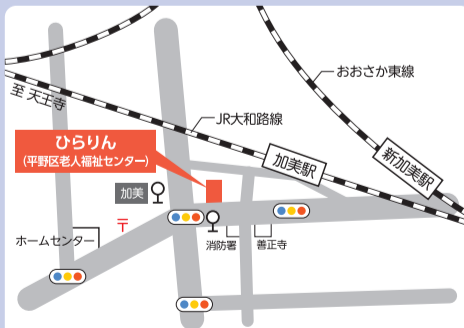 おおさか東線
至 天王寺
JR大和路線
ひらりん
(平野区老人福祉センター)
加美駅
新加美駅
加美
〒
ホームセンター
消防署
善正寺